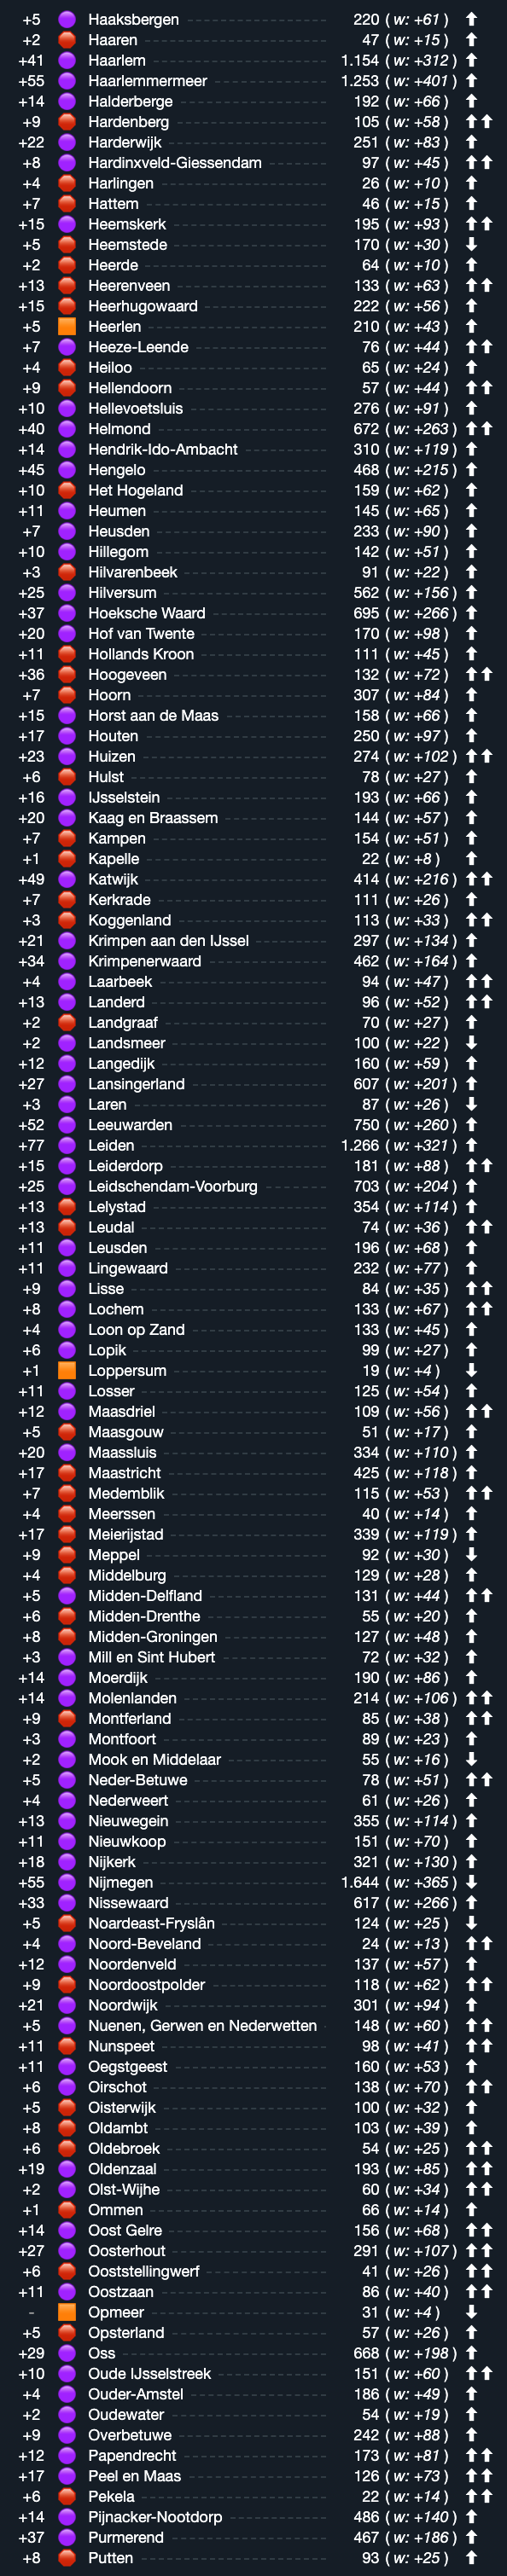 +5 Haaksbergen 220 ( w: +61 )
+2 Haaren 47 ( w: +15 )
+41 Haarlem 1.154 ( w: +312 )
+55 Haarlemmermeer 1.253 ( w: +401 )
+14 Halderberge 192 ( w: +66 )
+9 Hardenberg 105 ( w: +58 )
+22 Harderwijk 251 ( w: +83 )
+8 Hardinxveld-Giessendam 97 ( w: +45 )
+4 Harlingen 26 ( w: +10 )
+7 Hattem 46 ( w: +15 )
+15 Heemskerk 195 ( w: +93 )
+5 Heemstede 170 ( w: +30 )
+2 Heerde 64 ( w: +10 )
+13 Heerenveen 133 ( w: +63 )
+15 Heerhugowaard 222 ( w: +56 )
+5 Heerlen 210 ( w: +43 )
+7 Heeze-Leende 76 ( w: +44 )
+4 Heiloo 65 ( w: +24 )
+9 Hellendoorn 57 ( w: +44 )
+10 Hellevoetsluis 276 ( w: +91 )
+40 Helmond 672 ( w: +263 )
+14 Hendrik-Ido-Ambacht 310 ( w: +119 )
+45 Hengelo 468 ( w: +215 )
+10 Het Hogeland 159 ( w: +62 )
+11 Heumen 145 ( w: +65 )
+7 Heusden 233 ( w: +90 )
+10 Hillegom 142 ( w: +51 )
+3 Hilvarenbeek 91 ( w: +22 )
+25 Hilversum 562 ( w: +156 )
+37 Hoeksche Waard 695 ( w: +266 )
+20 Hof van Twente 170 ( w: +98 )
+11 Hollands Kroon 111 ( w: +45 )
+36 Hoogeveen 132 ( w: +72 )
+7 Hoorn 307 ( w: +84 )
+15 Horst aan de Maas 158 ( w: +66 )
+17 Houten 250 ( w: +97 )
+23 Huizen 274 ( w: +102 )
+6 Hulst 78 ( w: +27 )
+16 IJsselstein 193 ( w: +66 )
+20 Kaag en Braassem 144 ( w: +57 )
+7 Kampen 154 ( w: +51 )
+1 Kapelle 22 ( w: +8 )
+49 Katwijk 414 ( w: +216 )
+7 Kerkrade 111 ( w: +26 )
+3 Koggenland 113 ( w: +33 )
+21 Krimpen aan den IJssel 297 ( w: +134 )
+34 Krimpenerwaard 462 ( w: +164 )
+4 Laarbeek 94 ( w: +47 )
+13 Landerd 96 ( w: +52 )
+2 Landgraaf 70 ( w: +27 )
+2 Landsmeer 100 ( w: +22 )
+12 Langedijk 160 ( w: +59 )
+27 Lansingerland 607 ( w: +201 )
+3 Laren 87 ( w: +26 )
+52 Leeuwarden 750 ( w: +260 )
+77 Leiden 1.266 ( w: +321 )
+15 Leiderdorp 181 ( w: +88 )
+25 Leidschendam-Voorburg 703 ( w: +204 )
+13 Lelystad 354 ( w: +114 )
+13 Leudal 74 ( w: +36 )
+11 Leusden 196 ( w: +68 )
+11 Lingewaard 232 ( w: +77 )
+9 Lisse 84 ( w: +35 )
+8 Lochem 133 ( w: +67 )
+4 Loon op Zand 133 ( w: +45 )
+6 Lopik 99 ( w: +27 )
+1 Loppersum 19 ( w: +4 )
+11 Losser 125 ( w: +54 )
+12 Maasdriel 109 ( w: +56 )
+5 Maasgouw 51 ( w: +17 )
+20 Maassluis 334 ( w: +110 )
+17 Maastricht 425 ( w: +118 )
+7 Medemblik 115 ( w: +53 )
+4 Meerssen 40 ( w: +14 )
+17 Meierijstad 339 ( w: +119 )
+9 Meppel 92 ( w: +30 )
+4 Middelburg 129 ( w: +28 )
+5 Midden-Delfland 131 ( w: +44 )
+6 Midden-Drenthe 55 ( w: +20 )
+8 Midden-Groningen 127 ( w: +48 )
+3 Mill en Sint Hubert 72 ( w: +32 )
+14 Moerdijk 190 ( w: +86 )
+14 Molenlanden 214 ( w: +106 )
+9 Montferland 85 ( w: +38 )
+3 Montfoort 89 ( w: +23 )
+2 Mook en Middelaar 55 ( w: +16 )
+5 Neder-Betuwe 78 ( w: +51 )
+4 Nederweert 61 ( w: +26 )
+13 Nieuwegein 355 ( w: +114 )
+11 Nieuwkoop 151 ( w: +70 )
+18 Nijkerk 321 ( w: +130 )
+55 Nijmegen 1.644 ( w: +365 )
+33 Nissewaard 617 ( w: +266 )
+5 Noardeast-Fryslân 124 ( w: +25 )
+4 Noord-Beveland 24 ( w: +13 )
+12 Noordenveld 137 ( w: +57 )
+9 Noordoostpolder 118 ( w: +62 )
+21 Noordwijk 301 ( w: +94 )
+5 Nuenen, Gerwen en Nederwetten 148 ( w: +60 )
+11 Nunspeet 98 ( w: +41 )
+11 Oegstgeest 160 ( w: +53 )
+6 Oirschot 138 ( w: +70 )
+5 Oisterwijk 100 ( w: +32 )
+8 Oldambt 103 ( w: +39 )
+6 Oldebroek 54 ( w: +25 )
+19 Oldenzaal 193 ( w: +85 )
+2 Olst-Wijhe 60 ( w: +34 )
+1 Ommen 66 ( w: +14 )
+14 Oost Gelre 156 ( w: +68 )
+27 Oosterhout 291 ( w: +107 )
+6 Ooststellingwerf 41 ( w: +26 )
+11 Oostzaan 86 ( w: +40 )
- Opmeer 31 ( w: +4 )
+5 Opsterland 57 ( w: +26 )
+29 Oss 668 ( w: +198 )
+10 Oude IJsselstreek 151 ( w: +60 )
+4 Ouder-Amstel 186 ( w: +49 )
+2 Oudewater 54 ( w: +19 )
+9 Overbetuwe 242 ( w: +88 )
+12 Papendrecht 173 ( w: +81 )
+17 Peel en Maas 126 ( w: +73 )
+6 Pekela 22 ( w: +14 )
+14 Pijnacker-Nootdorp 486 ( w: +140 )
+37 Purmerend 467 ( w: +186 )
+8 Putten 93 ( w: +25 )